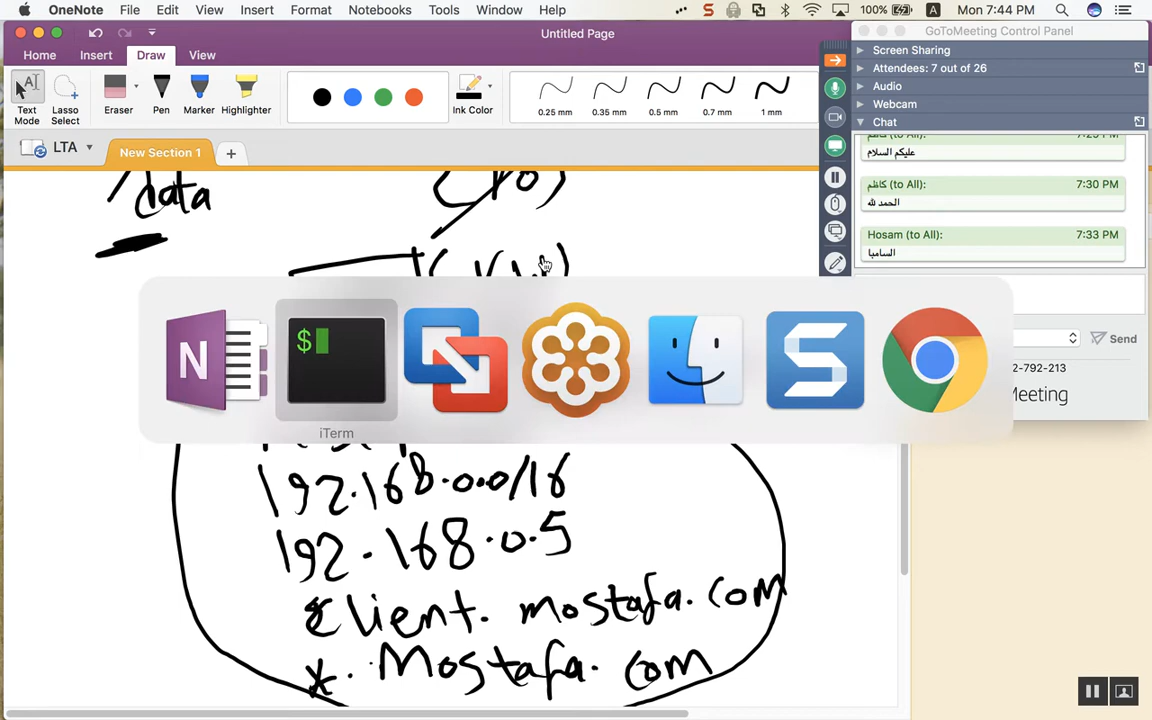 OneNote File Edit View Insert Format Notebooks Tools Window Help 100% A Mon 7:44 PM
Untitled Page
GoToMeeting Control Panel
Home Insert Draw View
Screen Sharing
Attendees: 7 out of 26
Audio
Webcam
Chat
Text Mode
Lasso Select
Eraser
Pen
Marker
Highlighter
Ink Color
0.25 mm
0.35 mm
0.5 mm
0.7 mm
1 mm
LTA
New Section 1
+
عليكم السلام
كاظم (to All): 7:30 PM
الحمد لله
Hosam (to All): 7:33 PM
السامبا
/data
(ro)
$
N
S
iTerm
Send
-792-213
Meeting
192.168.0.0/16
192.168.0.5
client. mostafa.com
*. Mostafa. com